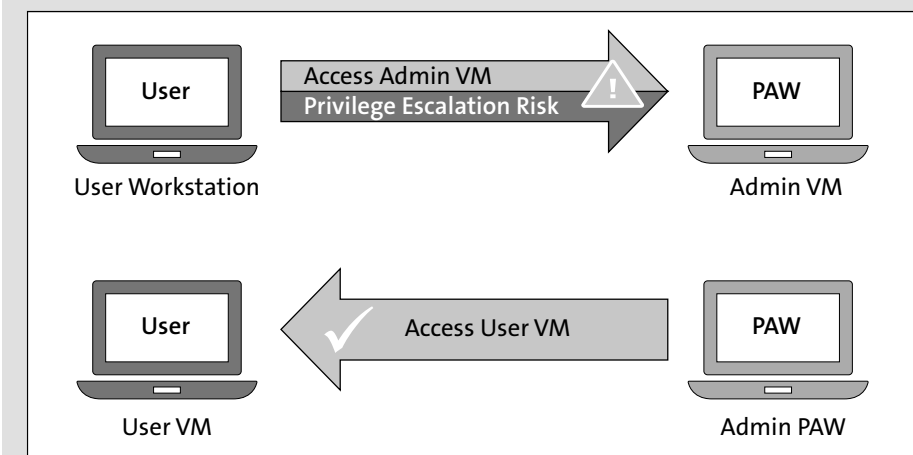 User
Access Admin VM
!
Privilege Escalation Risk
PAW
User Workstation
Admin VM
User
Access User VM
PAW
User VM
Admin PAW